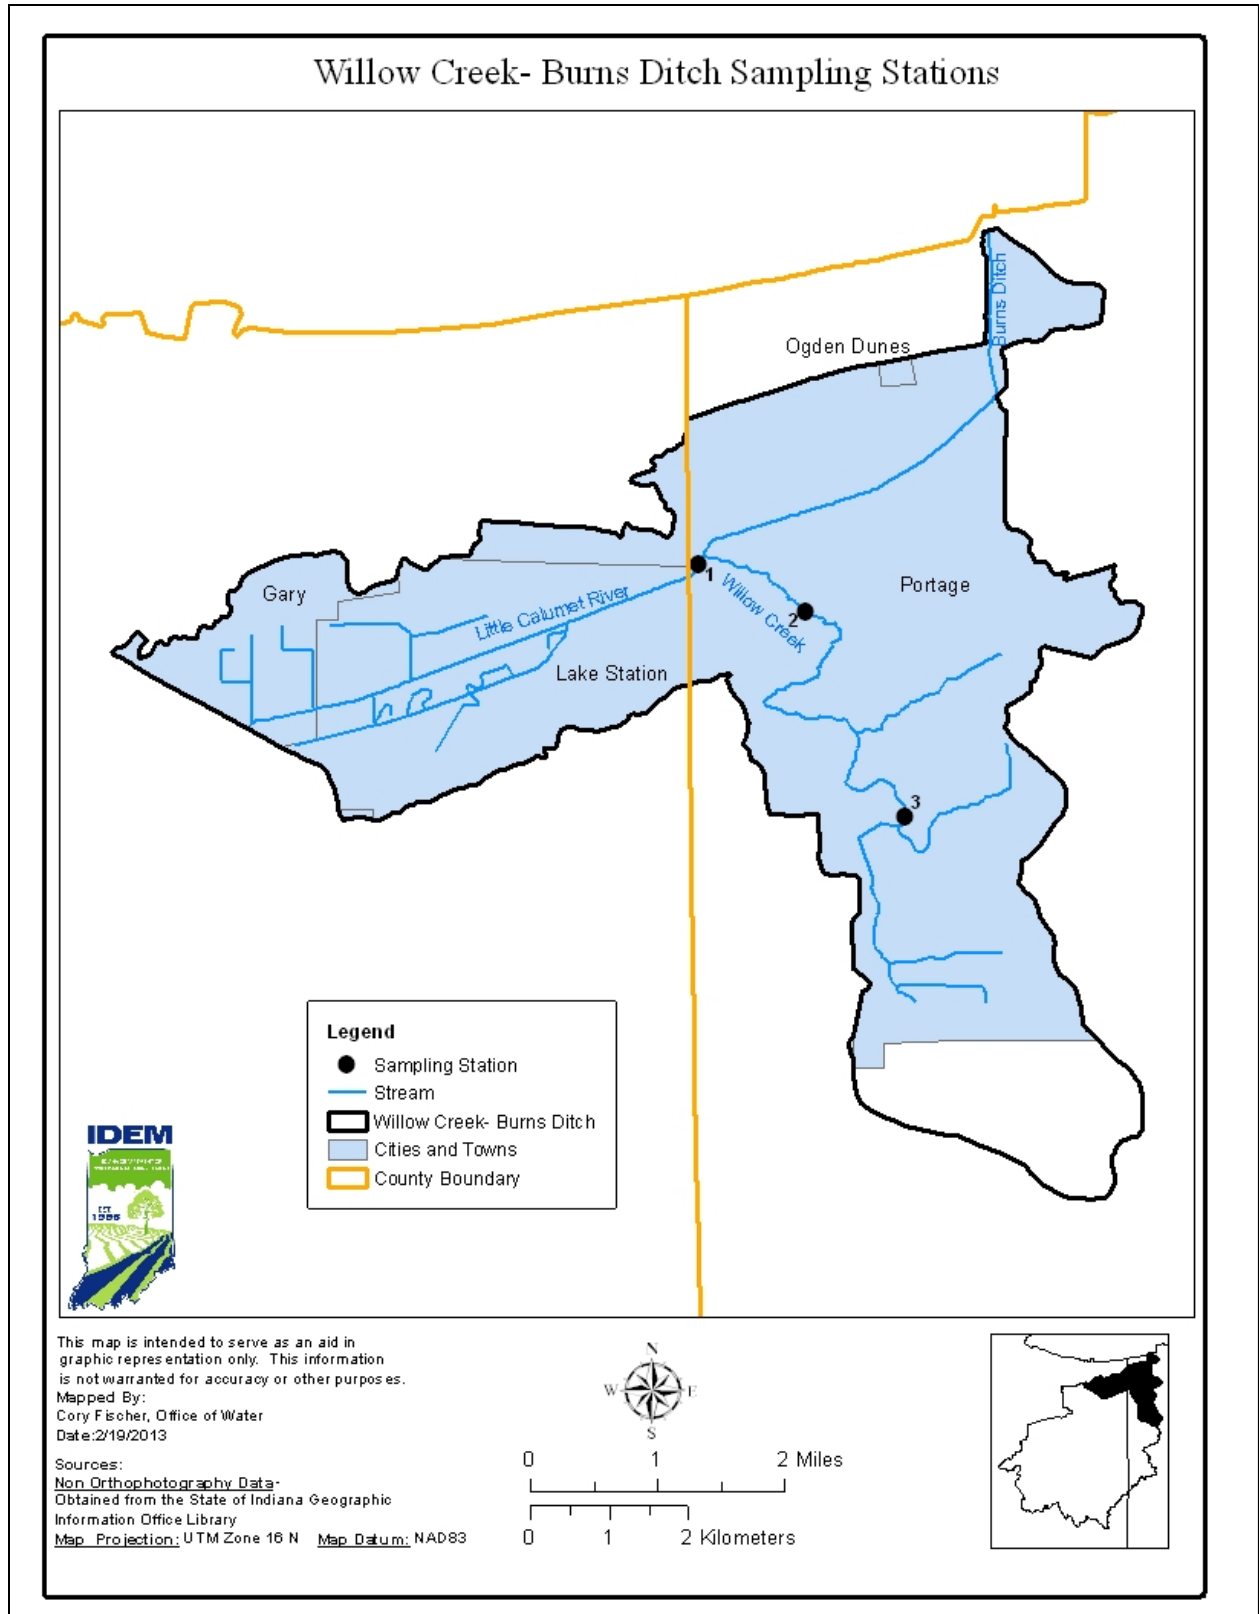 Willow Creek- Burns Ditch Sampling Stations
Burns Ditch
Ogden Dunes
Gary
Portage
1
Willow Creek
2
Little Calumet River
Lake Station
3
Legend
Sampling Station
Stream
Willow Creek- Burns Ditch
Cities and Towns
County Boundary
IDEM
EST.
1986
This map is intended to serve as an aid in
graphic representation only. This information
is not warranted for accuracy or other purposes.
Mapped By:
Cory Fischer, Office of Water
Date:2/19/2013
Sources:
Non Orthophotography Data-
Obtained from the State of Indiana Geographic
Information Office Library
Map Projection: UTM Zone 16 N Map Datum: NAD83
N
W E
S
0 1 2 Miles
0 1 2 Kilometers